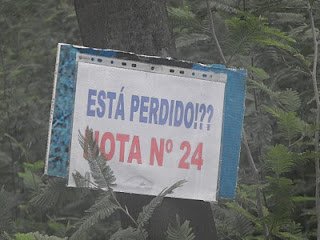 ESTÁ PERDIDO!??
NOTA Nº 24